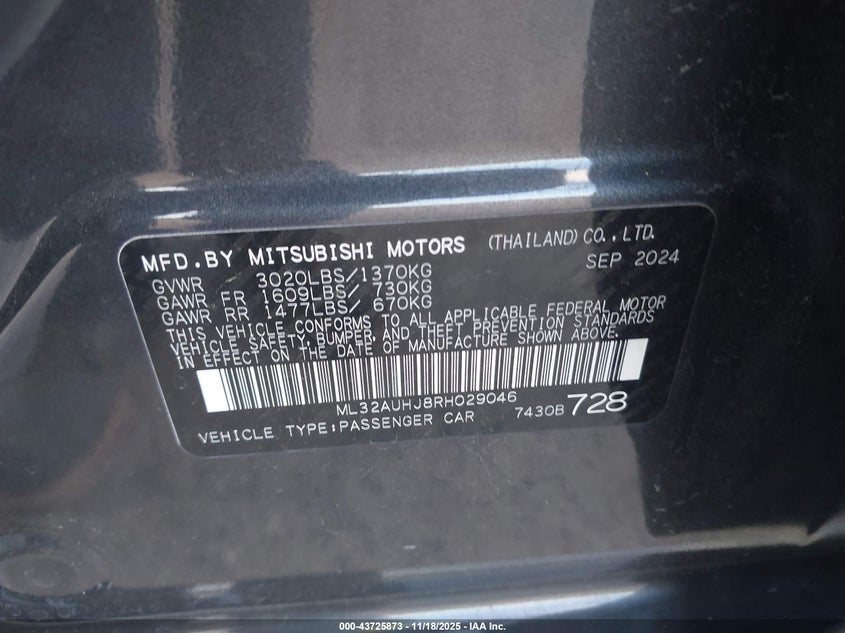 MFD.BY MITSUBISHI MOTORS (THAILAND) CO.,LTD.
SEP 2024
GVWR 3020LBS/1370KG
GAWR FR 1609LBS/ 730KG
GAWR RR 1477LBS/ 670KG
THIS VEHICLE CONFORMS TO ALL APPLICABLE FEDERAL MOTOR
VEHICLE SAFETY, BUMPER, AND THEFT PREVENTION STANDARDS
IN EFFECT ON THE DATE OF MANUFACTURE SHOWN ABOVE.
ML32AUHJ8RH029046
7430B 728
VEHICLE TYPE:PASSENGER CAR
000-43725873 - 11/18/2025 - IAA Inc.